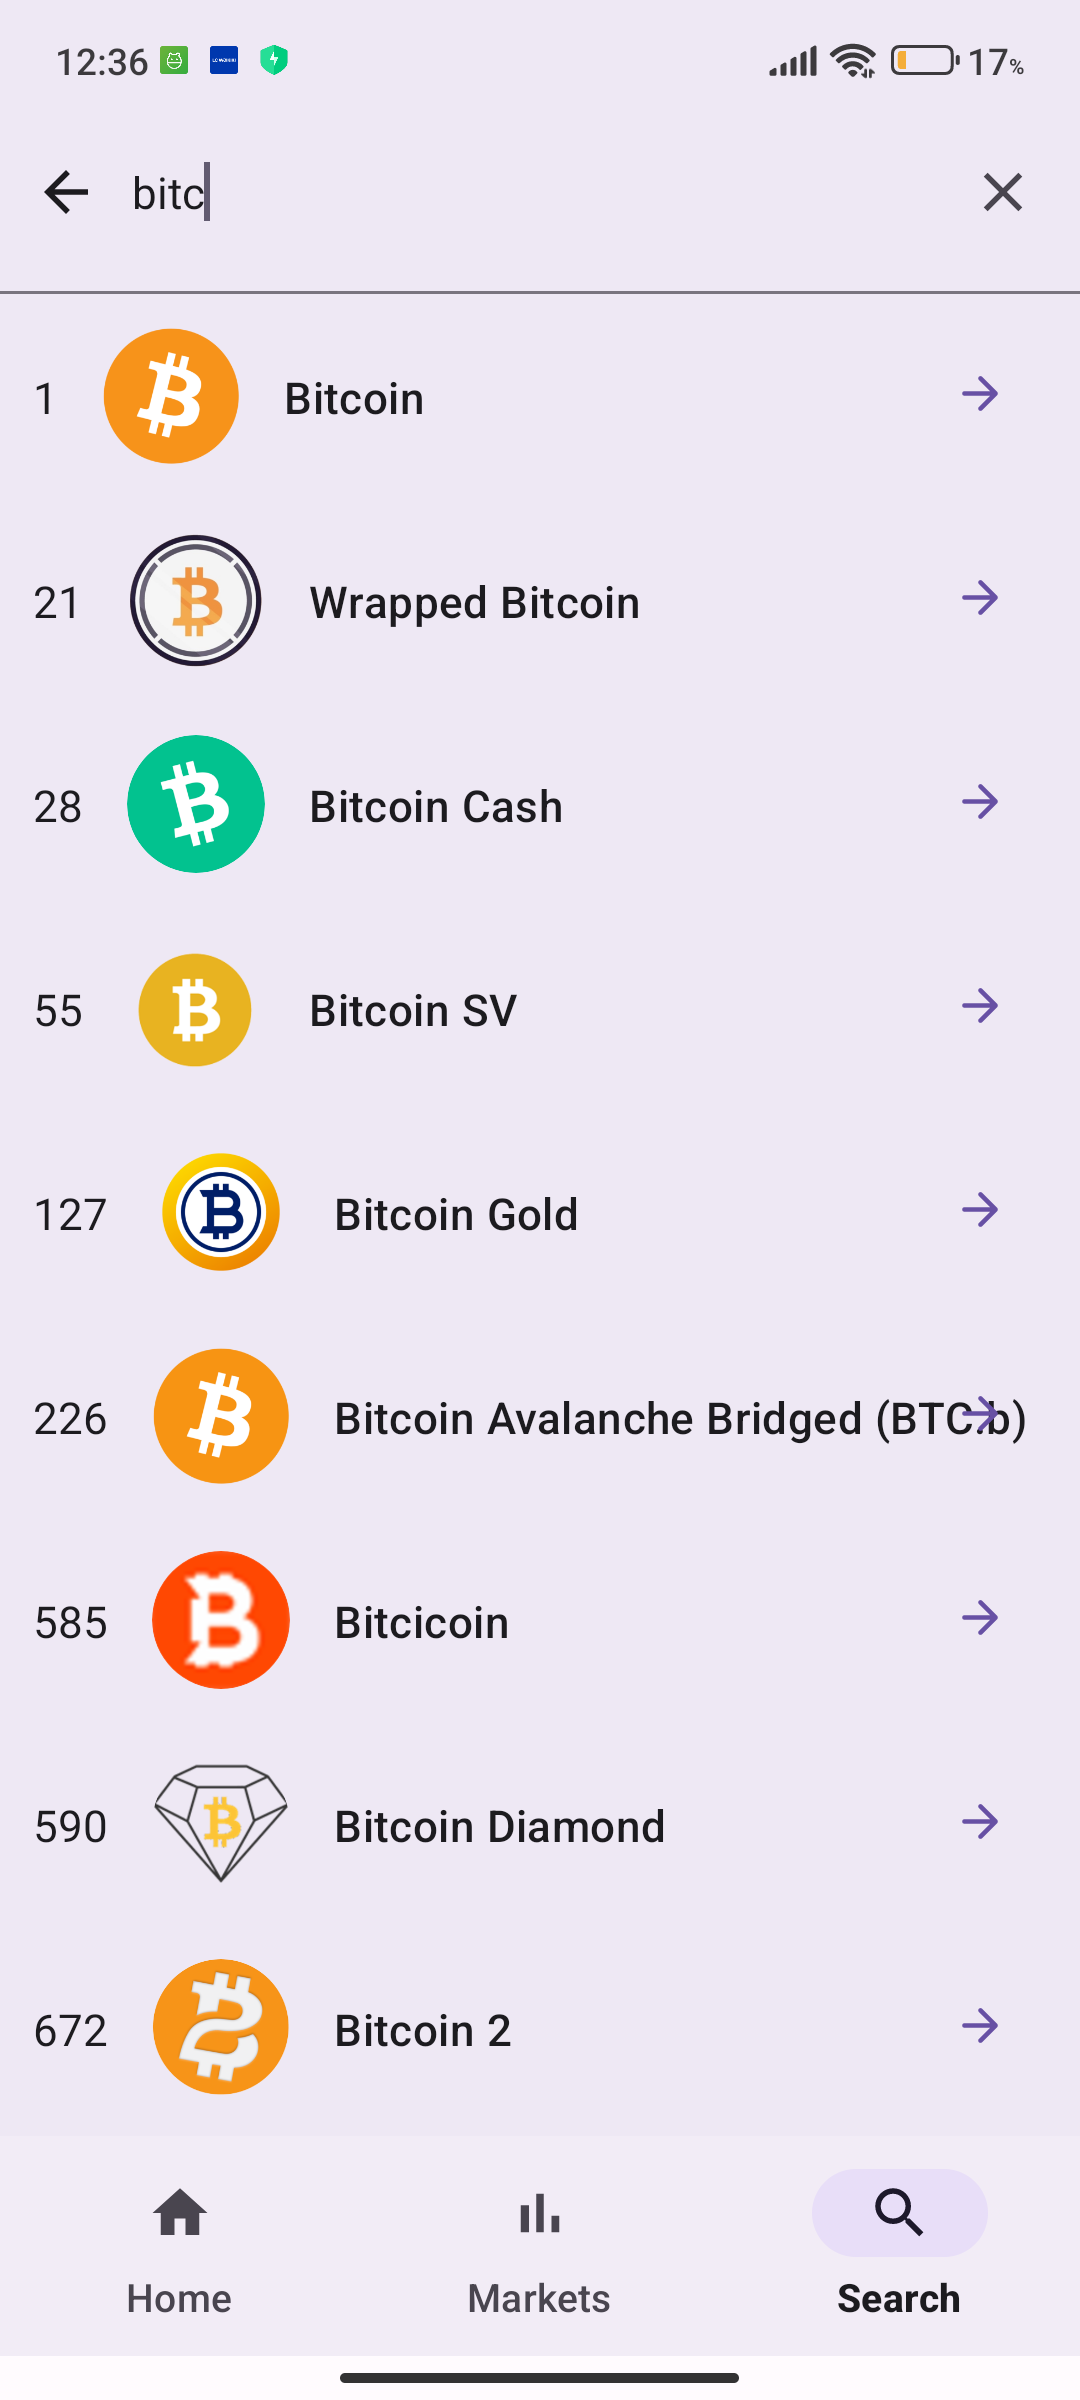 12:36
17%
bitc
1 Bitcoin
21 Wrapped Bitcoin
28 Bitcoin Cash
55 Bitcoin SV
127 Bitcoin Gold
226 Bitcoin Avalanche Bridged (BTC.b)
585 Bitcicoin
590 Bitcoin Diamond
672 Bitcoin 2
Home Markets Search